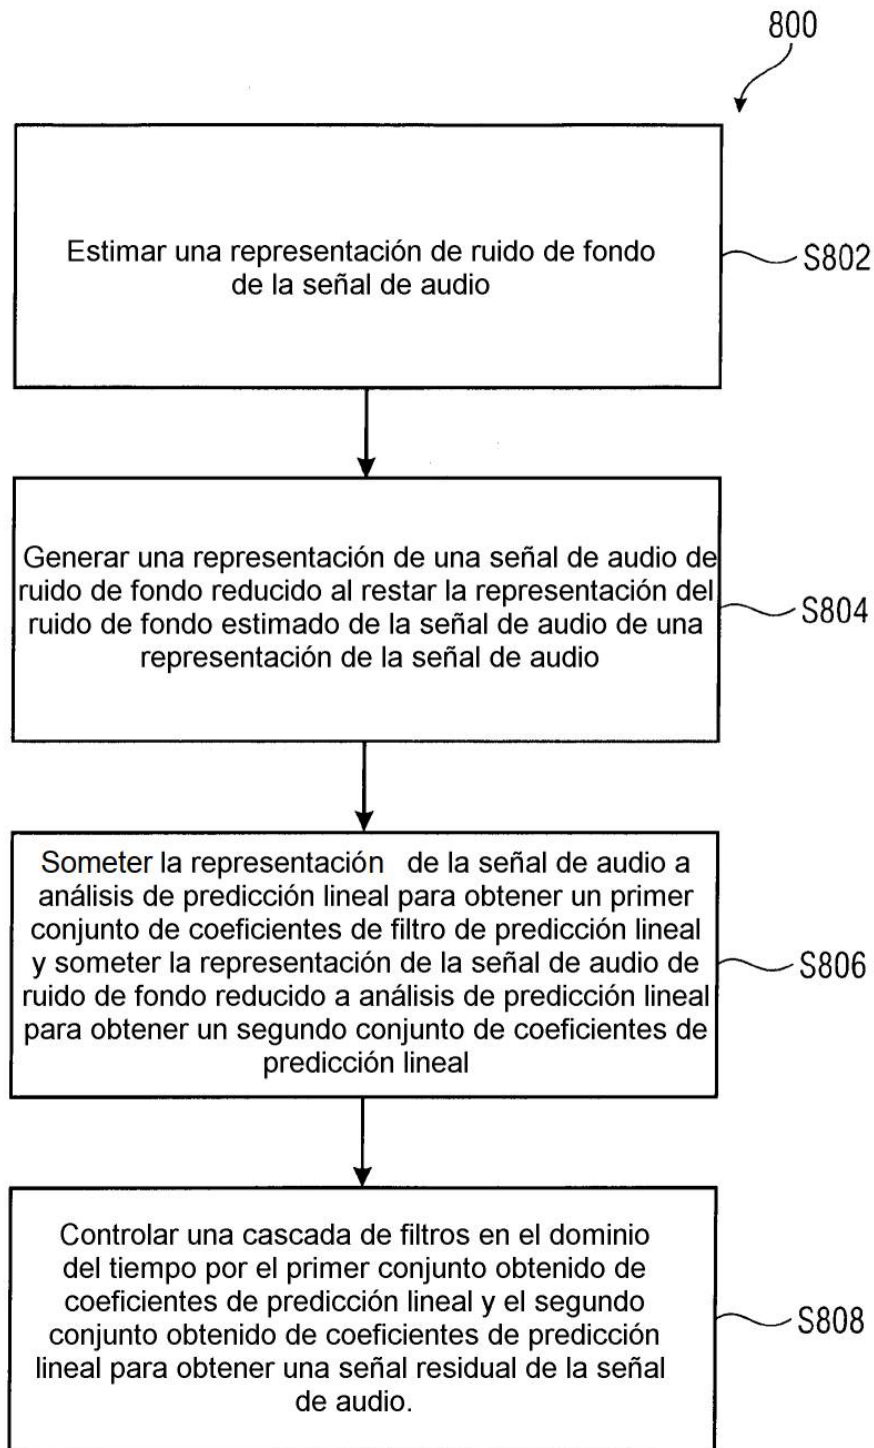 800
Estimar una representación de ruido de fondo
de la señal de audio
S802
Generar una representación de una señal de audio de
ruido de fondo reducido al restar la representación del
ruido de fondo estimado de la señal de audio de una
representación de la señal de audio
S804
Someter la representación de la señal de audio a
análisis de predicción lineal para obtener un primer
conjunto de coeficientes de filtro de predicción lineal
y someter la representación de la señal de audio de
ruido de fondo reducido a análisis de predicción lineal
para obtener un segundo conjunto de coeficientes de
predicción lineal
S806
Controlar una cascada de filtros en el dominio
del tiempo por el primer conjunto obtenido de
coeficientes de predicción lineal y el segundo
conjunto obtenido de coeficientes de predicción
lineal para obtener una señal residual de la señal
de audio.
S808